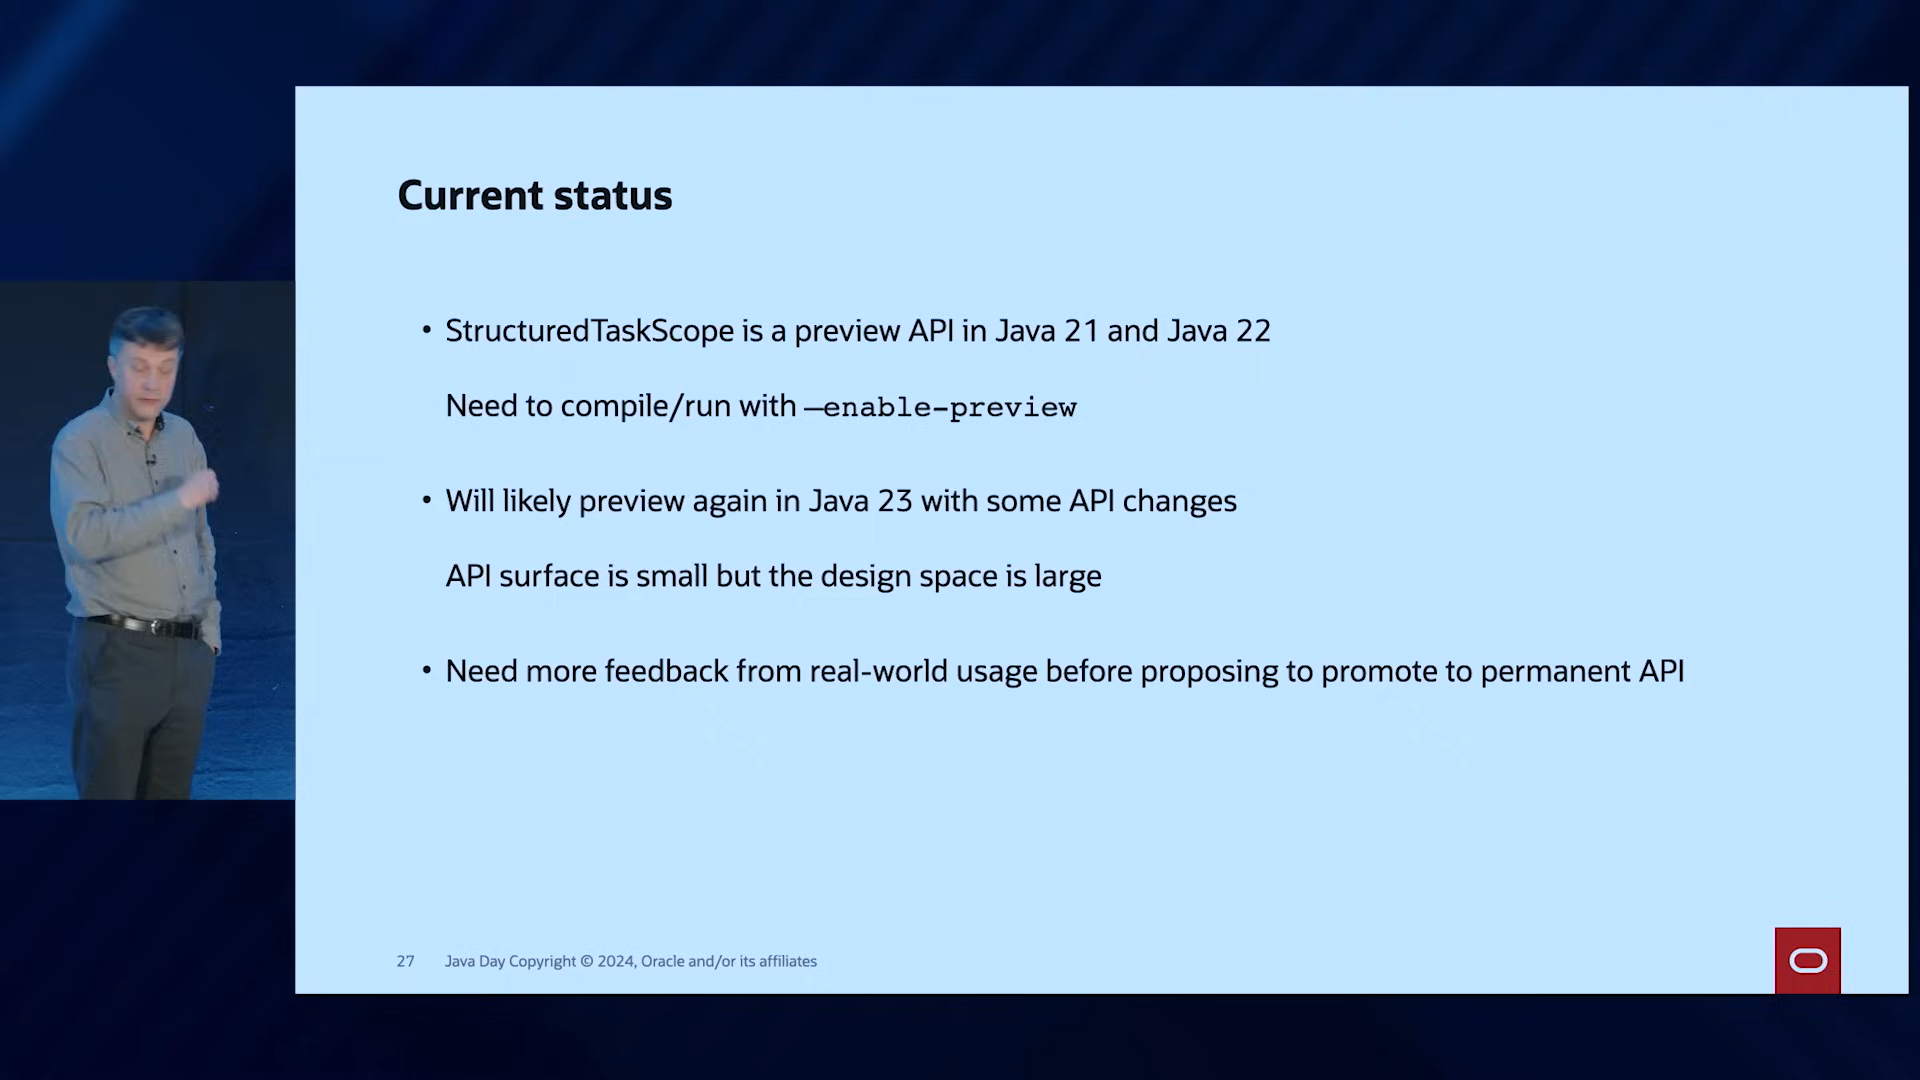 Current status
• StructuredTaskScope is a preview API in Java 21 and Java 22
Need to compile/run with —enable-preview
• Will likely preview again in Java 23 with some API changes
API surface is small but the design space is large
• Need more feedback from real-world usage before proposing to promote to permanent API
27 Java Day Copyright © 2024, Oracle and/or its affiliates